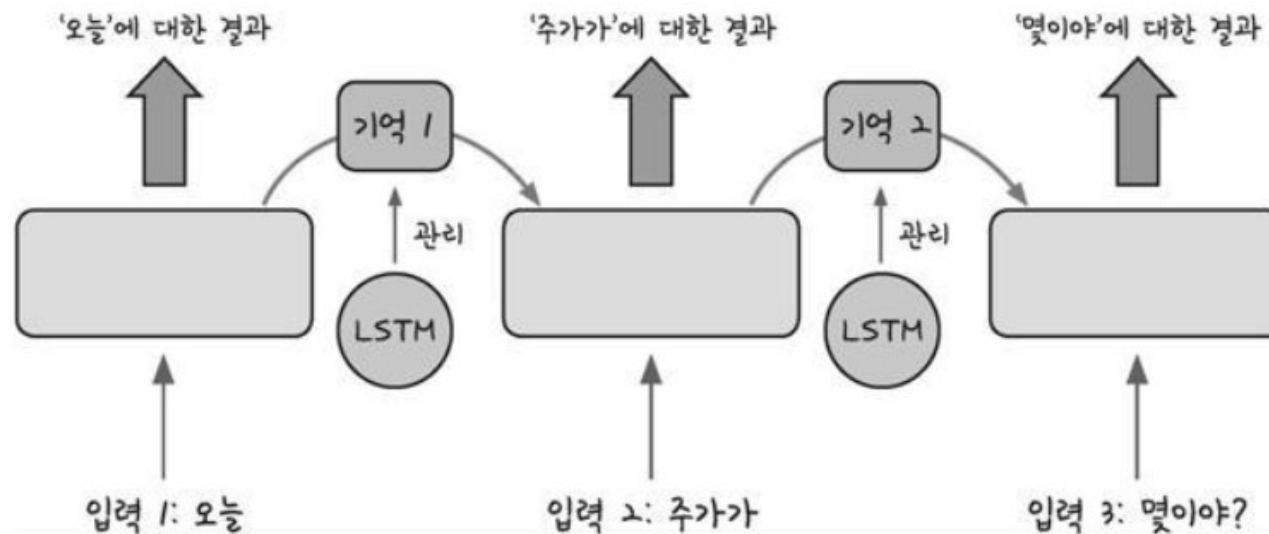 '오늘'에 대한 결과
'주가가'에 대한 결과
'몇이야'에 대한 결과
기억 1
기억 2
관리
관리
LSTM
LSTM
입력 1: 오늘
입력 2: 주가가
입력 3: 몇이야?